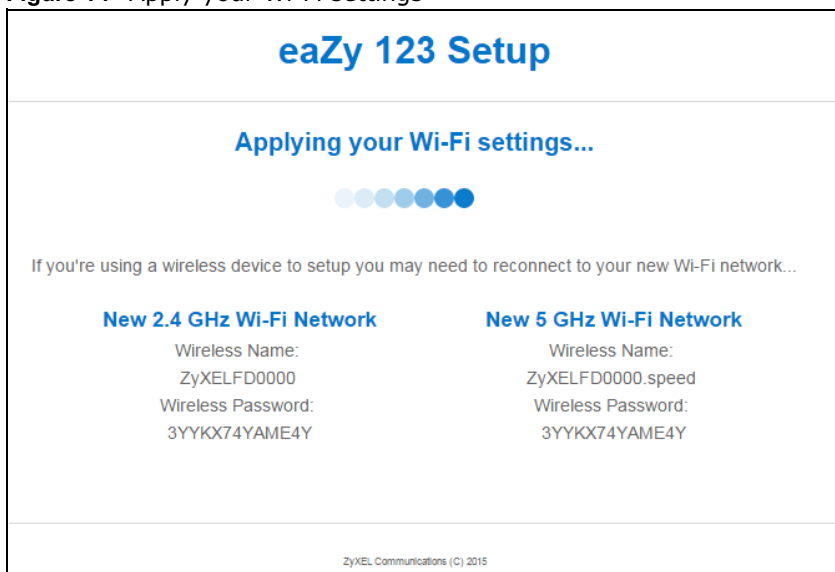 eaZy 123 Setup
Applying your Wi-Fi settings...
If you're using a wireless device to setup you may need to reconnect to your new Wi-Fi network...
New 2.4 GHz Wi-Fi Network
Wireless Name:
ZyXELFD0000
Wireless Password:
3YYKX74YAME4Y
New 5 GHz Wi-Fi Network
Wireless Name:
ZyXELFD0000.speed
Wireless Password:
3YYKX74YAME4Y
ZyXEL Communications (C) 2015